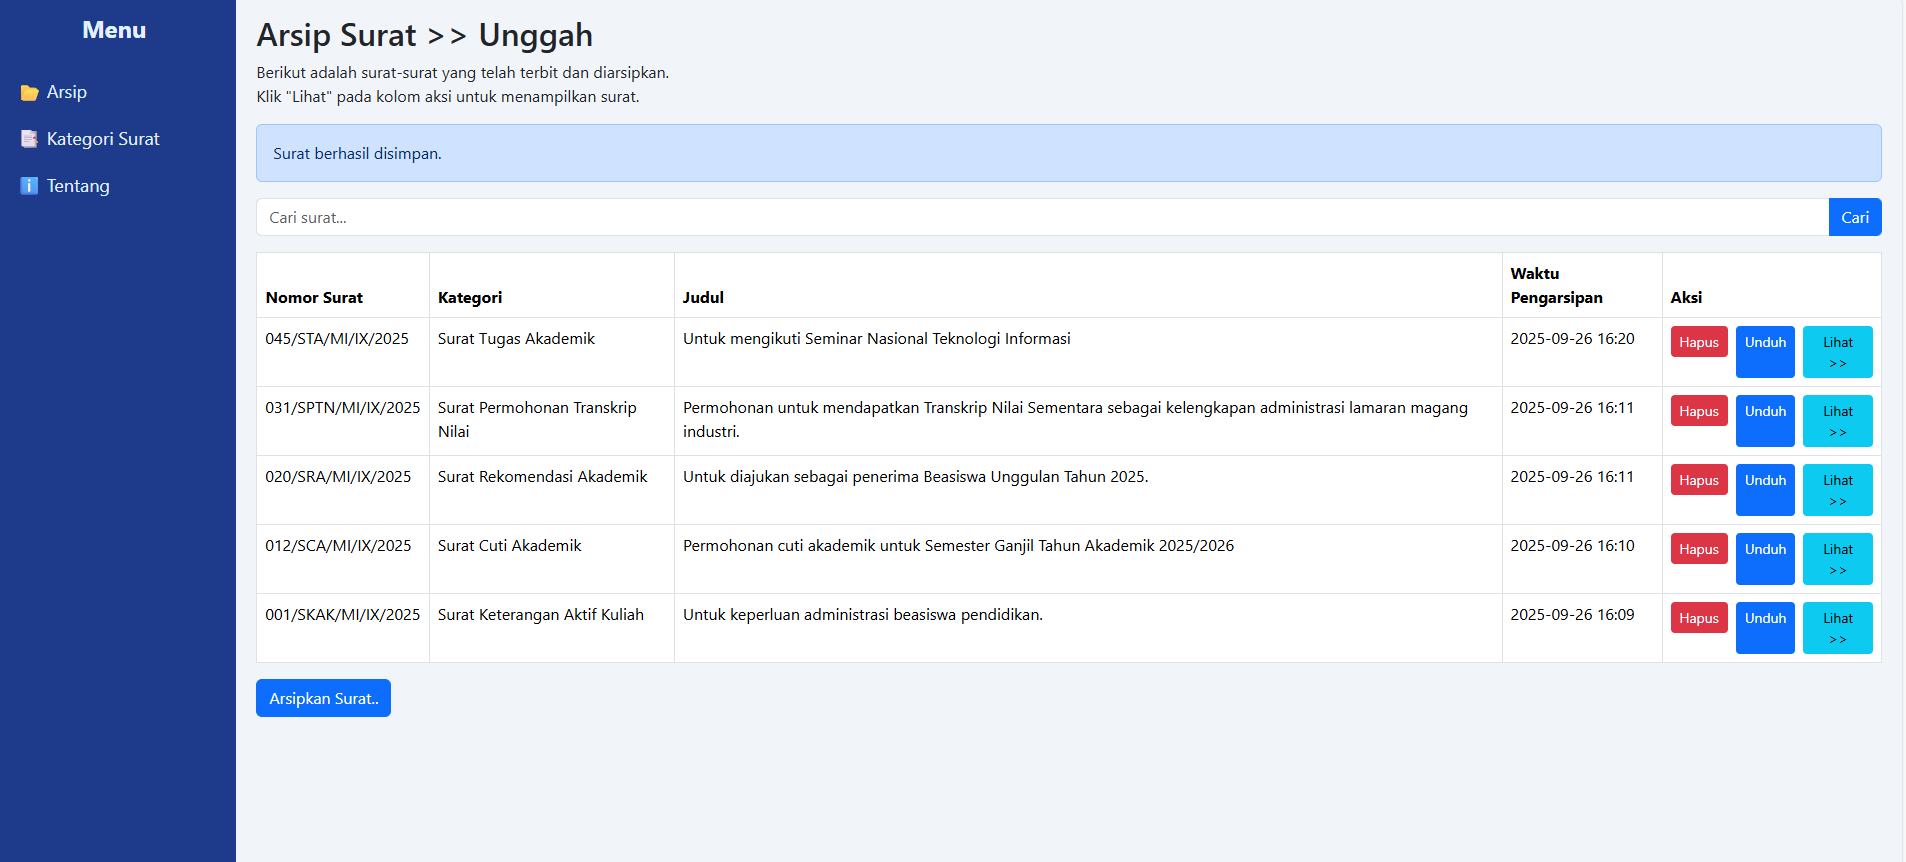 Menu
Arsip
Kategori Surat
Tentang
Arsip Surat >> Unggah
Berikut adalah surat-surat yang telah terbit dan diarsipkan.
Klik "Lihat" pada kolom aksi untuk menampilkan surat.
Surat berhasil disimpan.
Cari surat...
Cari
Nomor Surat
Kategori
Judul
Waktu
Pengarsipan
Aksi
045/STA/MI/IX/2025
Surat Tugas Akademik
Untuk mengikuti Seminar Nasional Teknologi Informasi
2025-09-26 16:20
Hapus
Unduh
Lihat
>>
031/SPTN/MI/IX/2025
Surat Permohonan Transkrip
Nilai
Permohonan untuk mendapatkan Transkrip Nilai Sementara sebagai kelengkapan administrasi lamaran magang
industri.
2025-09-26 16:11
Hapus
Unduh
Lihat
>>
020/SRA/MI/IX/2025
Surat Rekomendasi Akademik
Untuk diajukan sebagai penerima Beasiswa Unggulan Tahun 2025.
2025-09-26 16:11
Hapus
Unduh
Lihat
>>
012/SCA/MI/IX/2025
Surat Cuti Akademik
Permohonan cuti akademik untuk Semester Ganjil Tahun Akademik 2025/2026
2025-09-26 16:10
Hapus
Unduh
Lihat
>>
001/SKAK/MI/IX/2025
Surat Keterangan Aktif Kuliah
Untuk keperluan administrasi beasiswa pendidikan.
2025-09-26 16:09
Hapus
Unduh
Lihat
>>
Arsipkan Surat..